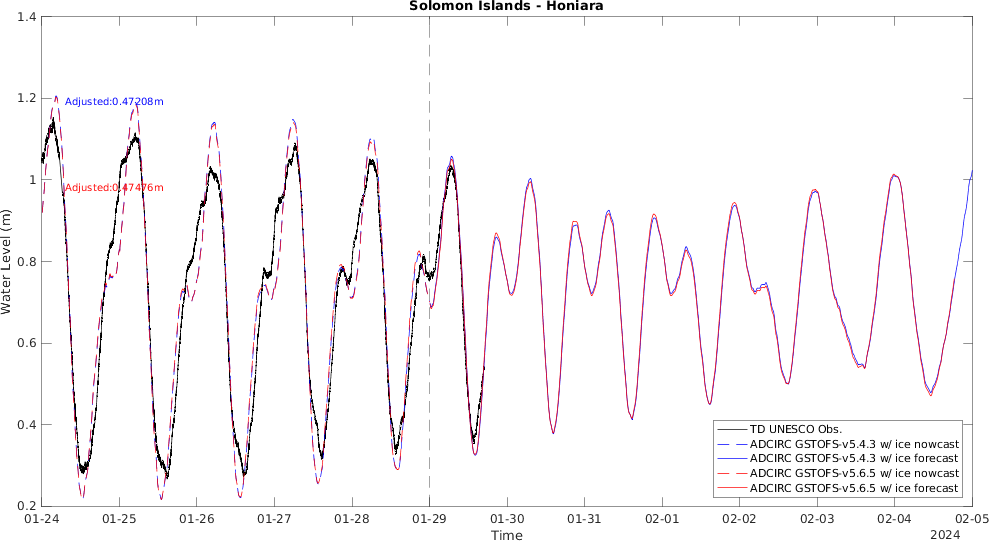 Solomon Islands - Honiara
1.4
1.2
1
0.8
0.6
0.4
0.2
Water Level (m)
Adjusted:0.47208m
Adjusted:0.47476m
TD UNESCO Obs.
ADCIRC GSTOFS-v5.4.3 w/ ice nowcast
ADCIRC GSTOFS-v5.4.3 w/ ice forecast
ADCIRC GSTOFS-v5.6.5 w/ ice nowcast
ADCIRC GSTOFS-v5.6.5 w/ ice forecast
01-24 01-25 01-26 01-27 01-28 01-29 01-30 01-31 02-01 02-02 02-03 02-04 02-05
Time
2024